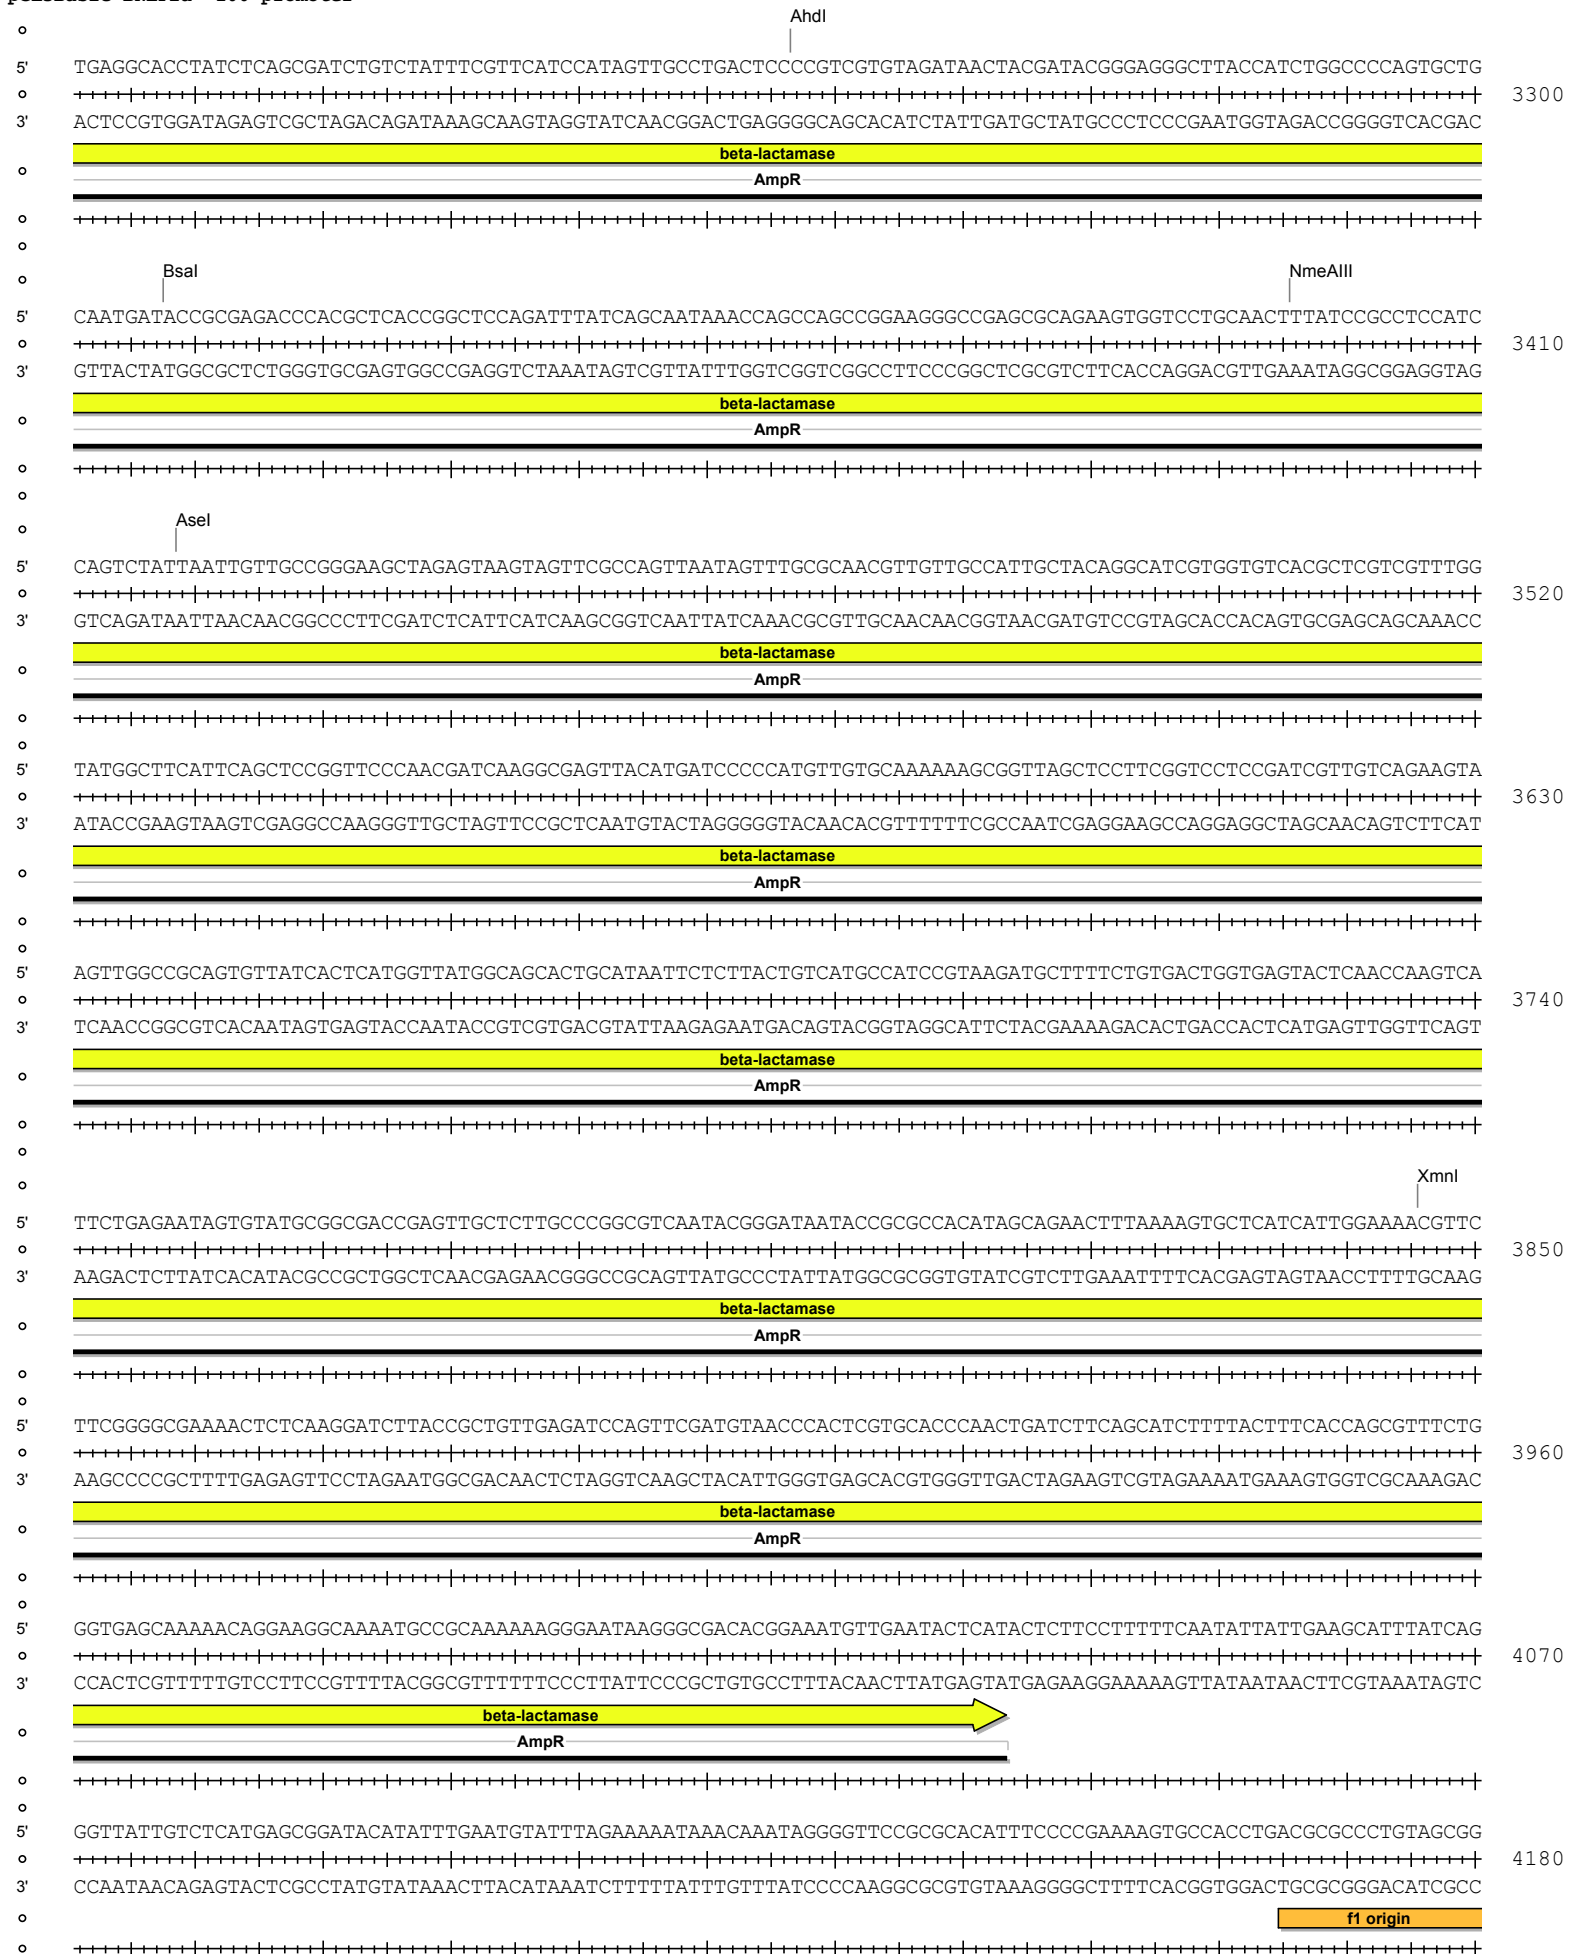 AhdI
5' TGAGGCACCTATCTCAGCGATCTGTCTATTTCGTTCATCCATAGTTGCCTGACTCCCCGTCGTGTAGATAACTACGATACGGGAGGGCTTACCATCTGGCCCCAGTGCTG
3300
3' ACTCCGTGGATAGAGTCGCTAGACAGATAAAGCAAGTAGGTATCAACGGACTGAGGGGCAGCACATCTATTGATGCTATGCCCTCCCGAATGGTAGACCGGGGTCACGAC
beta-lactamase
AmpR
BsaI NmeAIII
5' CAATGATACCGCGAGACCCACGCTCACCGGCTCCAGATTTATCAGCAATAAACCAGCCAGCCGGAAGGGCCGAGCGCAGAAGTGGTCCTGCAACTTTATCCGCCTCCATC
3410
3' GTTACTATGGCGCTCTGGGTGCGAGTGGCCGAGGTCTAAATAGTCGTTATTTGGTCGGTCGGCCTTCCCGGCTCGCGTCTTCACCAGGACGTTGAAATAGGCGGAGGTAG
beta-lactamase
AmpR
AseI
5' CAGTCTATTAATTGTTGCCGGGAAGCTAGAGTAAGTAGTTCGCCAGTTAATAGTTTGCGCAACGTTGTTGCCATTGCTACAGGCATCGTGGTGTCACGCTCGTCGTTTGG
3520
3' GTCAGATAATTAACAACGGCCCTTCGATCTCATTCATCAAGCGGTCAATTATCAAACGCGTTGCAACAACGGTAACGATGTCCGTAGCACCACAGTGCGAGCAGCAAACC
beta-lactamase
AmpR
5' TATGGCTTCATTCAGCTCCGGTTCCCAACGATCAAGGCGAGTTACATGATCCCCCATGTTGTGCAAAAAAGCGGTTAGCTCCTTCGGTCCTCCGATCGTTGTCAGAAGTA
3630
3' ATACCGAAGTAAGTCGAGGCCAAGGGTTGCTAGTTCCGCTCAATGTACTAGGGGGTACAACACGTTTTTTCGCCAATCGAGGAAGCCAGGAGGCTAGCAACAGTCTTCAT
beta-lactamase
AmpR
5' AGTTGGCCGCAGTGTTATCACTCATGGTTATGGCAGCACTGCATAATTCTCTTACTGTCATGCCATCCGTAAGATGCTTTTCTGTGACTGGTGAGTACTCAACCAAGTCA
3740
3' TCAACCGGCGTCACAATAGTGAGTACCAATACCGTCGTGACGTATTAAGAGAATGACAGTACGGTAGGCATTCTACGAAAAGACACTGACCACTCATGAGTTGGTTCAGT
beta-lactamase
AmpR
XmnI
5' TTCTGAGAATAGTGTATGCGGCGACCGAGTTGCTCTTGCCCGGCGTCAATACGGGATAATACCGCGCCACATAGCAGAACTTTAAAAGTGCTCATCATTGGAAAACGTTC
3850
3' AAGACTCTTATCACATACGCCGCTGGCTCAACGAGAACGGGCCGCAGTTATGCCCTATTATGGCGCGGTGTATCGTCTTGAAATTTTCACGAGTAGTAACCTTTTGCAAG
beta-lactamase
AmpR
5' TTCGGGGCGAAAACTCTCAAGGATCTTACCGCTGTTGAGATCCAGTTCGATGTAACCCACTCGTGCACCCAACTGATCTTCAGCATCTTTTACTTTCACCAGCGTTTCTG
3960
3' AAGCCCCGCTTTTGAGAGTTCCTAGAATGGCGACAACTCTAGGTCAAGCTACATTGGGTGAGCACGTGGGTTGACTAGAAGTCGTAGAAAATGAAAGTGGTCGCAAAGAC
beta-lactamase
AmpR
5' GGTGAGCAAAAACAGGAAGGCAAAATGCCGCAAAAAAGGGAATAAGGGCGACACGGAAATGTTGAATACTCATACTCTTCCTTTTTCAATATTATTGAAGCATTTATCAG
4070
3' CCACTCGTTTTTGTCCTTCCGTTTTACGGCGTTTTTTCCCTTATTCCCGCTGTGCCTTTACAACTTATGAGTATGAGAAGGAAAAAGTTATAATAACTTCGTAAATAGTC
beta-lactamase
AmpR
5' GGTTATTGTCTCATGAGCGGATACATATTTGAATGTATTTAGAAAAATAAACAAATAGGGGTTCCGCGCACATTTCCCCGAAAAGTGCCACCTGACGCGCCCTGTAGCGG
4180
3' CCAATAACAGAGTACTCGCCTATGTATAAACTTACATAAATCTTTTTATTTGTTTATCCCCAAGGCGCGTGTAAAGGGGCTTTTCACGGTGGACTGCGCGGGACATCGCC
f1 origin